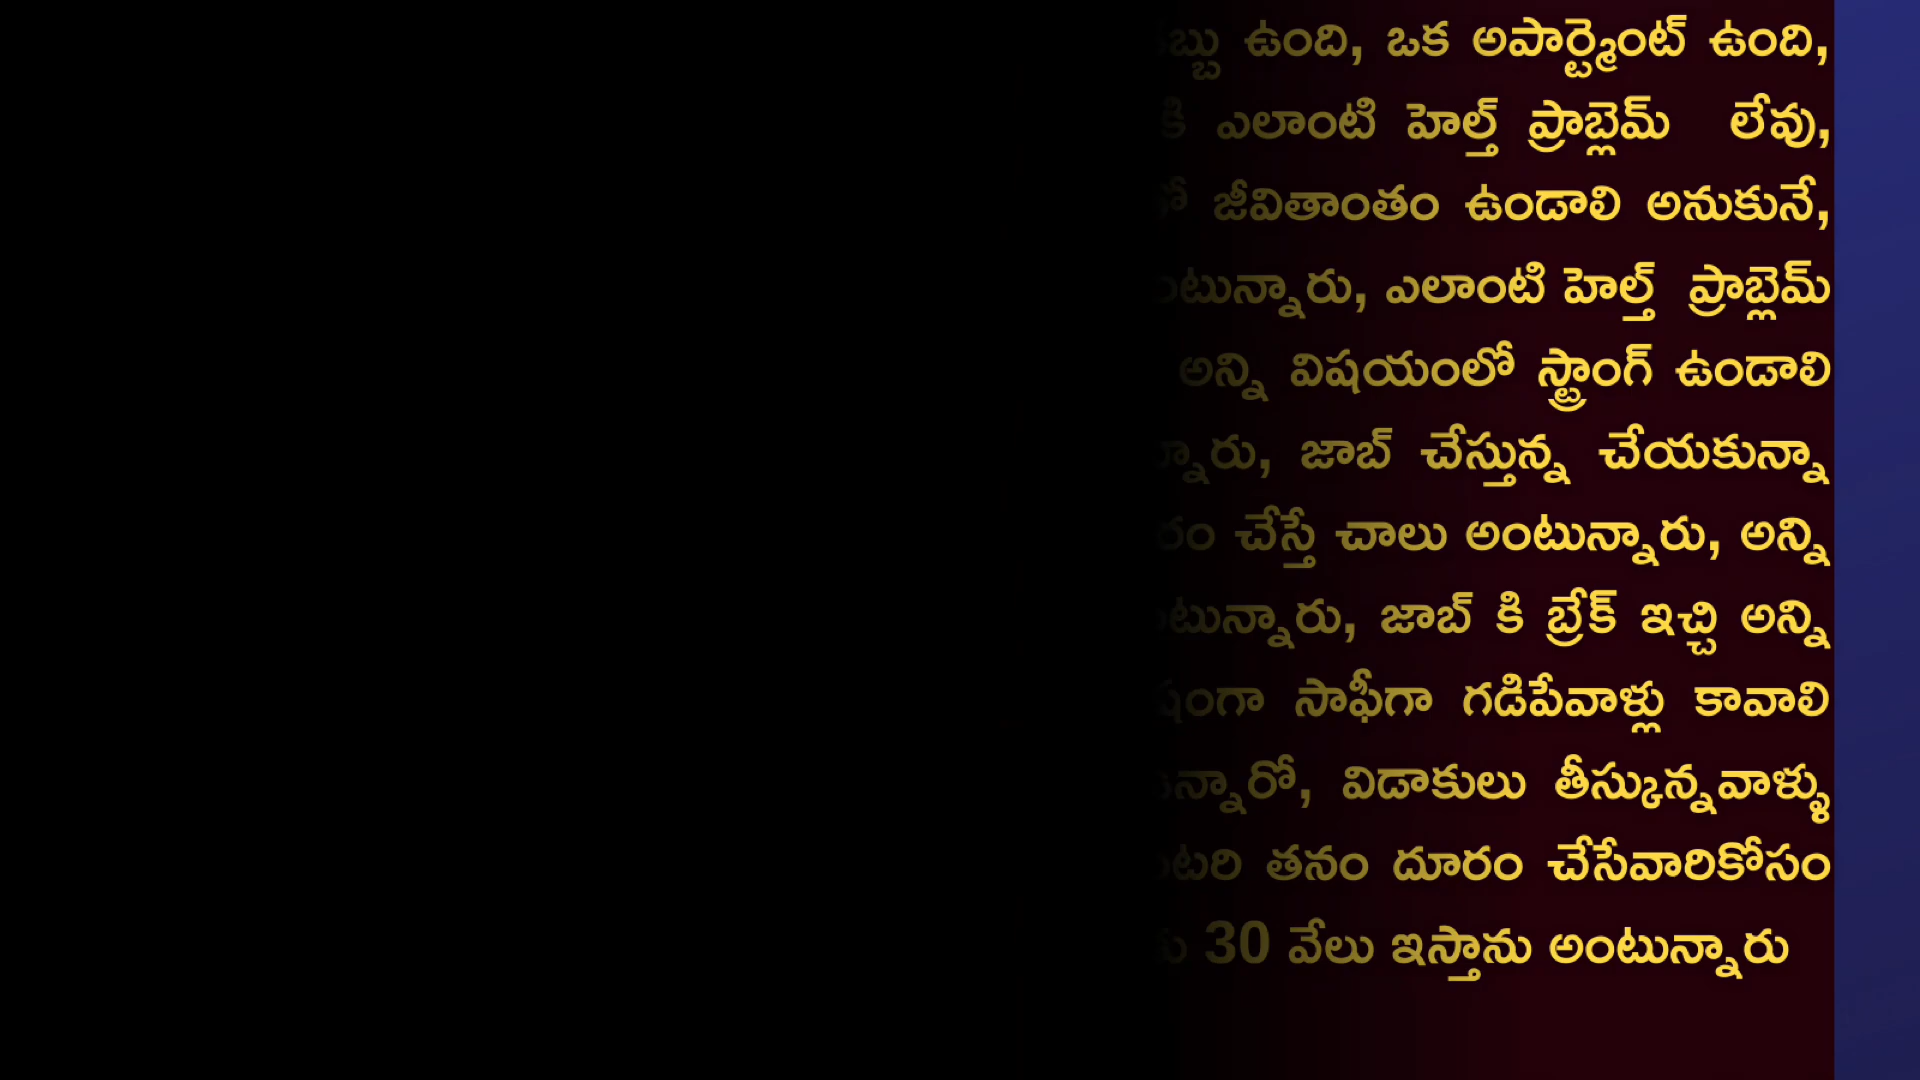 ఉంది, ఒక అపార్ట్మెంట్ ఉంది,
ఎలాంటి హెల్త్ ప్రాబ్లెమ్ లేవు,
జీవితాంతం ఉండాలి అనుకునే,
ఎలాంటి హెల్త్ ప్రాబ్లెమ్
అన్ని విషయంలో స్ట్రాంగ్ ఉండాలి
జాబ్ చేస్తున్న చేయకున్నా
చేస్తే చాలు అంటున్నారు, అన్ని
జాబ్ కి బ్రేక్ ఇచ్చి అన్ని
సాఫీగా గడిపేవాళ్లు కావాలి
విడాకులు తీస్కున్నవాళ్ళు
తనం దూరం చేసేవారికోసం
30 వేలు ఇస్తాను అంటున్నారు